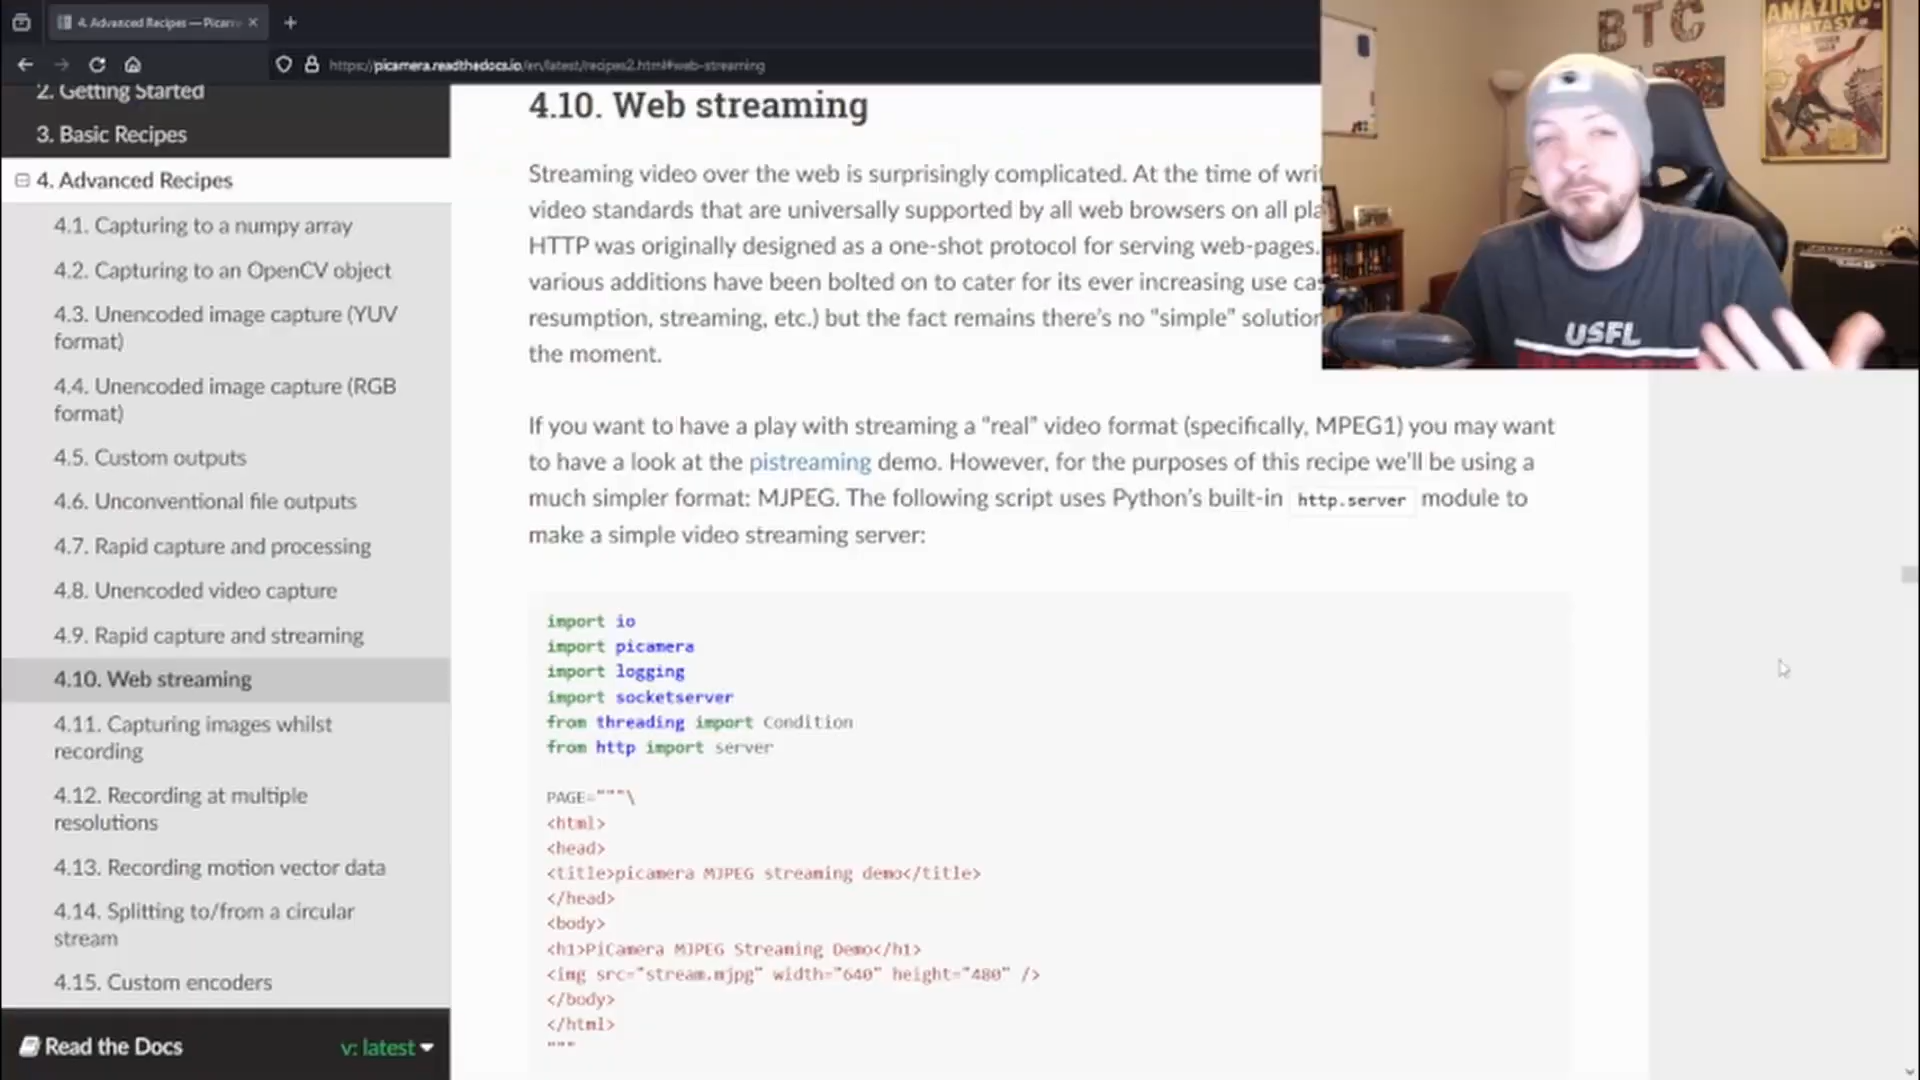 4. Advanced Recipes — Picam
https://picamera.readthedocs.io/en/latest/recipes2.html#web-streaming
BTC
AMAZING
FANTASY
USFL
2. Getting Started
3. Basic Recipes
4. Advanced Recipes
4.1. Capturing to a numpy array
4.2. Capturing to an OpenCV object
4.3. Unencoded image capture (YUV
format)
4.4. Unencoded image capture (RGB
format)
4.5. Custom outputs
4.6. Unconventional file outputs
4.7. Rapid capture and processing
4.8. Unencoded video capture
4.9. Rapid capture and streaming
4.10. Web streaming
4.11. Capturing images whilst
recording
4.12. Recording at multiple
resolutions
4.13. Recording motion vector data
4.14. Splitting to/from a circular
stream
4.15. Custom encoders
Read the Docs
v: latest
4.10. Web streaming
Streaming video over the web is surprisingly complicated. At the time of wri
video standards that are universally supported by all web browsers on all pla
HTTP was originally designed as a one-shot protocol for serving web-pages.
various additions have been bolted on to cater for its ever increasing use cas
resumption, streaming, etc.) but the fact remains there's no "simple" solution
the moment.
If you want to have a play with streaming a "real" video format (specifically, MPEG1) you may want
to have a look at the pistreaming demo. However, for the purposes of this recipe we'll be using a
much simpler format: MJPEG. The following script uses Python's built-in http.server module to
make a simple video streaming server:
import io
import picamera
import logging
import socketserver
from threading import Condition
from http import server
PAGE="""\
<html>
<head>
<title>picamera MJPEG streaming demo</title>
</head>
<body>
<h1>PiCamera MJPEG Streaming Demo</h1>
<img src="stream.mjpg" width="640" height="480" />
</body>
</html>
"""